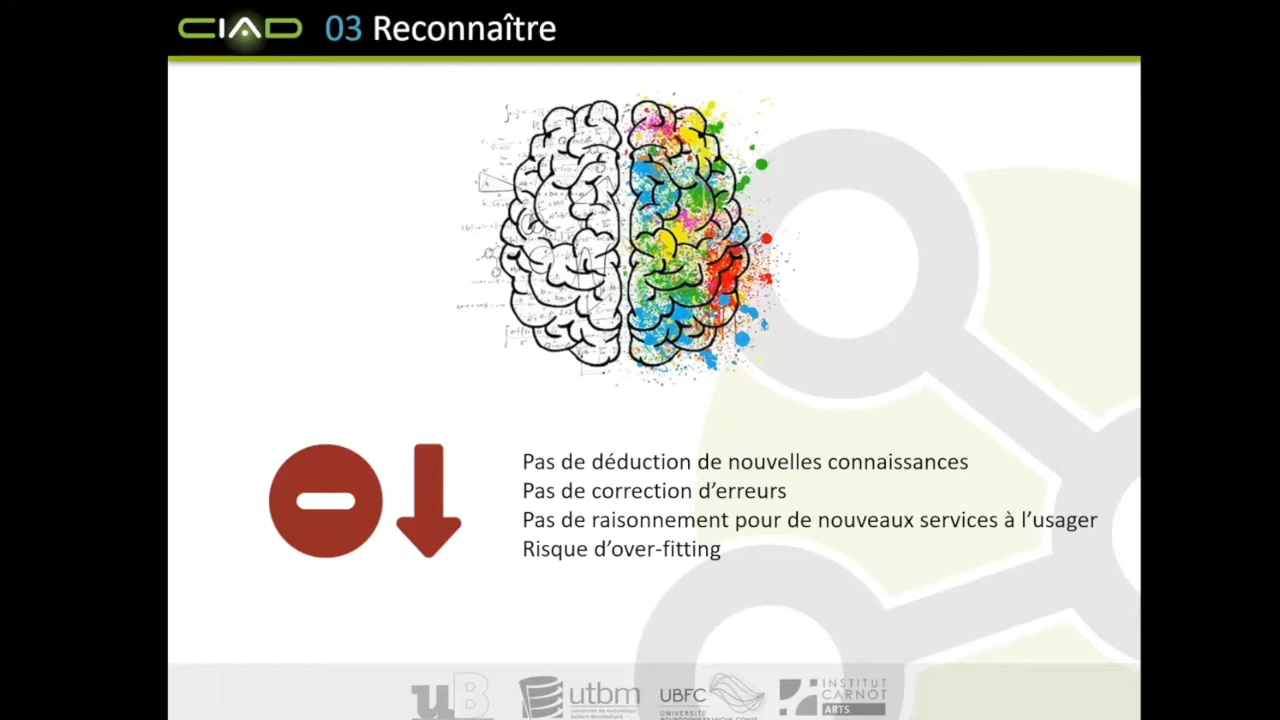 CIAD 03 Reconnaître
Pas de déduction de nouvelles connaissances
Pas de correction d’erreurs
Pas de raisonnement pour de nouveaux services à l’usager
Risque d’over-fitting
uB
utbm
UBFC
INSTITUT
CARNOT
ARTS